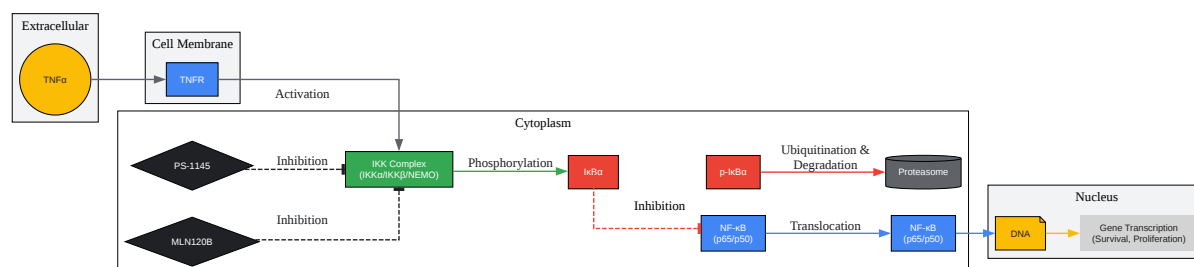 Extracellular
TNFα
Cell Membrane
TNFR
Activation
Cytoplasm
PS-1145
Inhibition
IKK Complex
(IKKα/IKKβ/NEMO)
Phosphorylation
IκBα
p-IκBα
Ubiquitination &
Degradation
Proteasome
MLN120B
Inhibition
Inhibition
NF-κB
(p65/p50)
Translocation
NF-κB
(p65/p50)
Nucleus
DNA
Gene Transcription
(Survival, Proliferation)